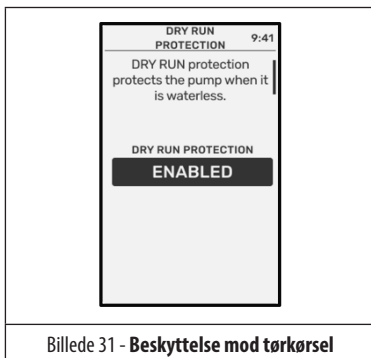 DRY RUN
PROTECTION
9:41
DRY RUN protection
protects the pump when it
is waterless.
DRY RUN PROTECTION
ENABLED
Billede 31 - Beskyttelse mod tørkørsel